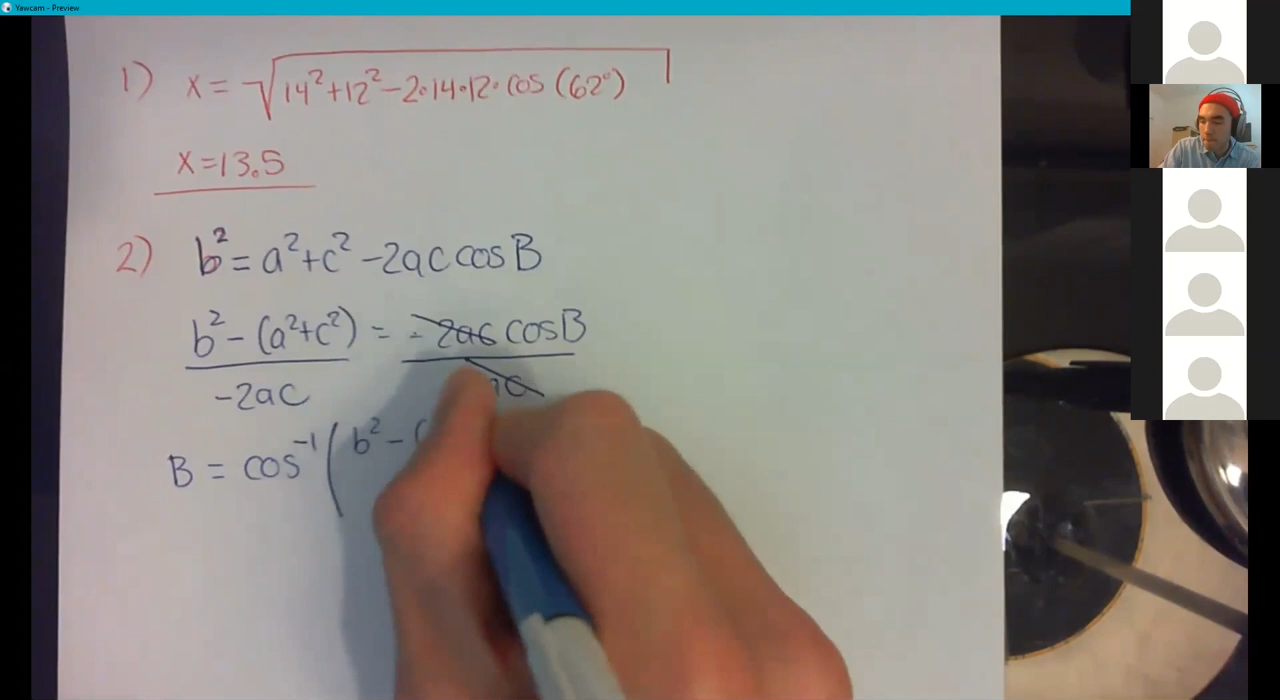 Yawcam - Preview
1) x = √14²+12²-2·14·12·cos(62°)
x=13.5
2) b² = a²+c² -2ac cos B
b² - (a²+c²) = -2ac cos B
-2ac
B = cos⁻¹( b² - (